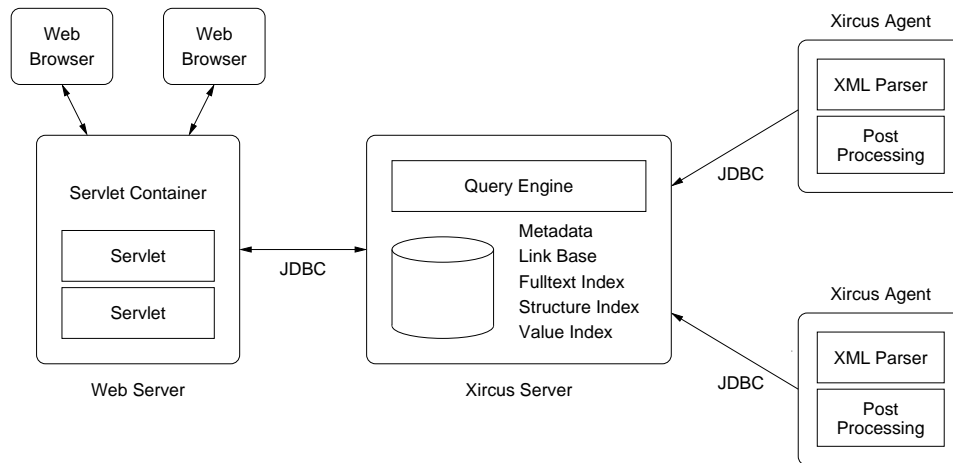 Web
Browser
Web
Browser
Servlet Container
Servlet
Servlet
Web Server
JDBC
Query Engine
Metadata
Link Base
Fulltext Index
Structure Index
Value Index
Xircus Server
Xircus Agent
XML Parser
Post
Processing
JDBC
Xircus Agent
XML Parser
Post
Processing
JDBC